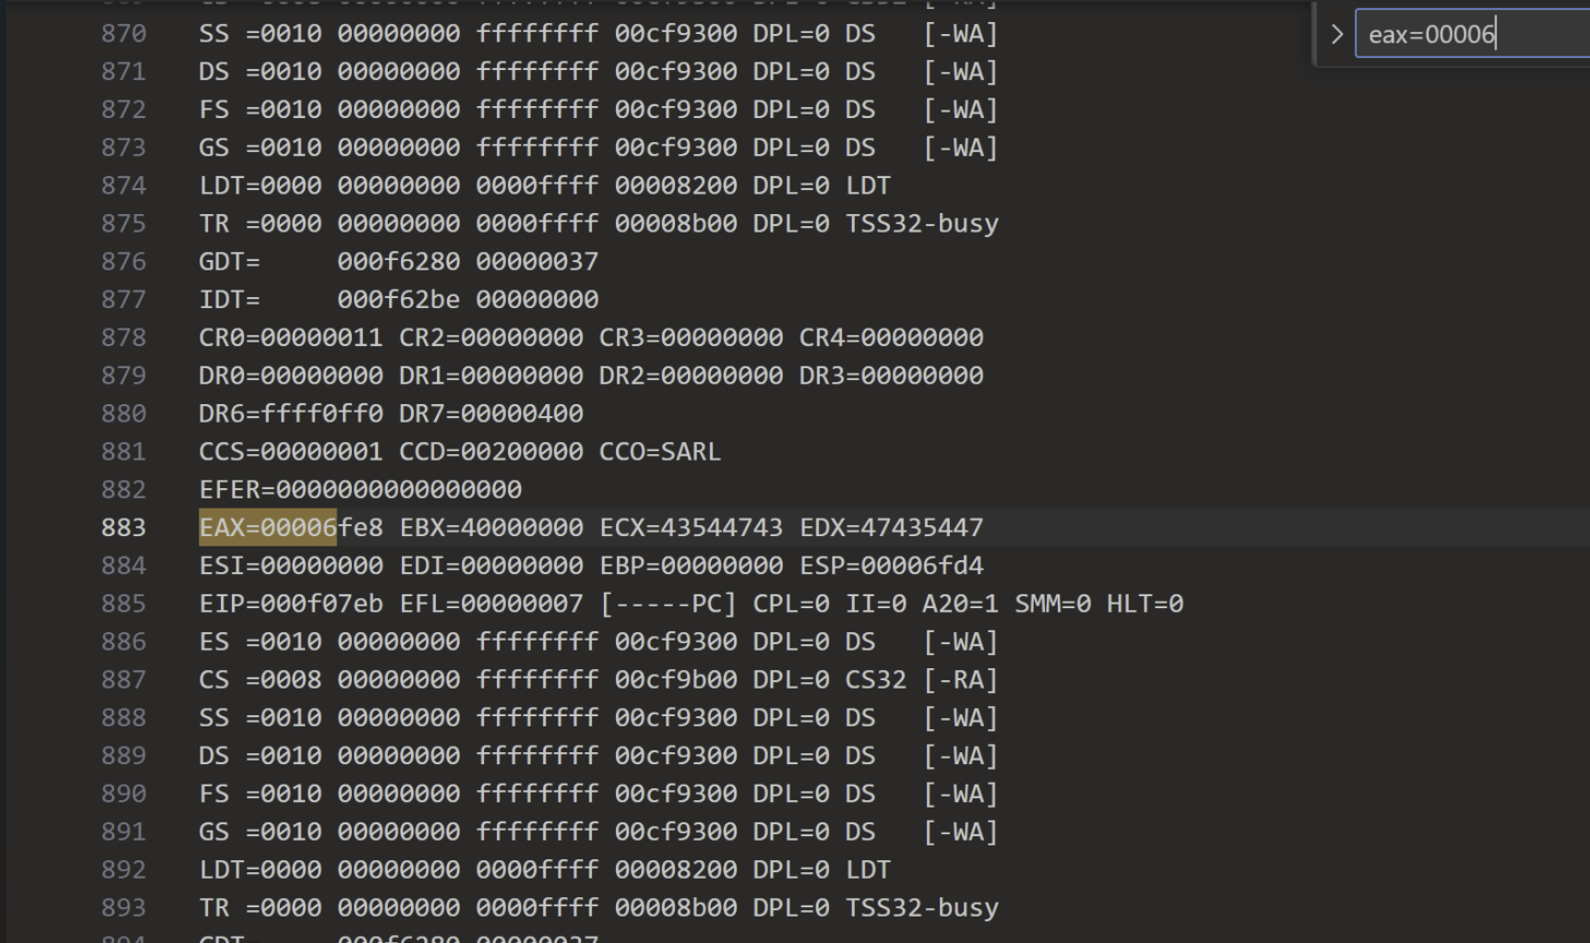 870 SS =0010 00000000 ffffffff 00cf9300 DPL=0 DS   [-WA]
eax=00006
871 DS =0010 00000000 ffffffff 00cf9300 DPL=0 DS   [-WA]
872 FS =0010 00000000 ffffffff 00cf9300 DPL=0 DS   [-WA]
873 GS =0010 00000000 ffffffff 00cf9300 DPL=0 DS   [-WA]
874 LDT=0000 00000000 0000ffff 00008200 DPL=0 LDT
875 TR =0000 00000000 0000ffff 00008b00 DPL=0 TSS32-busy
876 GDT=     000f6280 00000037
877 IDT=     000f62be 00000000
878 CR0=00000011 CR2=00000000 CR3=00000000 CR4=00000000
879 DR0=00000000 DR1=00000000 DR2=00000000 DR3=00000000
880 DR6=ffff0ff0 DR7=00000400
881 CCS=00000001 CCD=00200000 CCO=SARL
882 EFER=0000000000000000
883 EAX=00006fe8 EBX=40000000 ECX=43544743 EDX=47435447
884 ESI=00000000 EDI=00000000 EBP=00000000 ESP=00006fd4
885 EIP=000f07eb EFL=00000007 [-----PC] CPL=0 II=0 A20=1 SMM=0 HLT=0
886 ES =0010 00000000 ffffffff 00cf9300 DPL=0 DS   [-WA]
887 CS =0008 00000000 ffffffff 00cf9b00 DPL=0 CS32 [-RA]
888 SS =0010 00000000 ffffffff 00cf9300 DPL=0 DS   [-WA]
889 DS =0010 00000000 ffffffff 00cf9300 DPL=0 DS   [-WA]
890 FS =0010 00000000 ffffffff 00cf9300 DPL=0 DS   [-WA]
891 GS =0010 00000000 ffffffff 00cf9300 DPL=0 DS   [-WA]
892 LDT=0000 00000000 0000ffff 00008200 DPL=0 LDT
893 TR =0000 00000000 0000ffff 00008b00 DPL=0 TSS32-busy